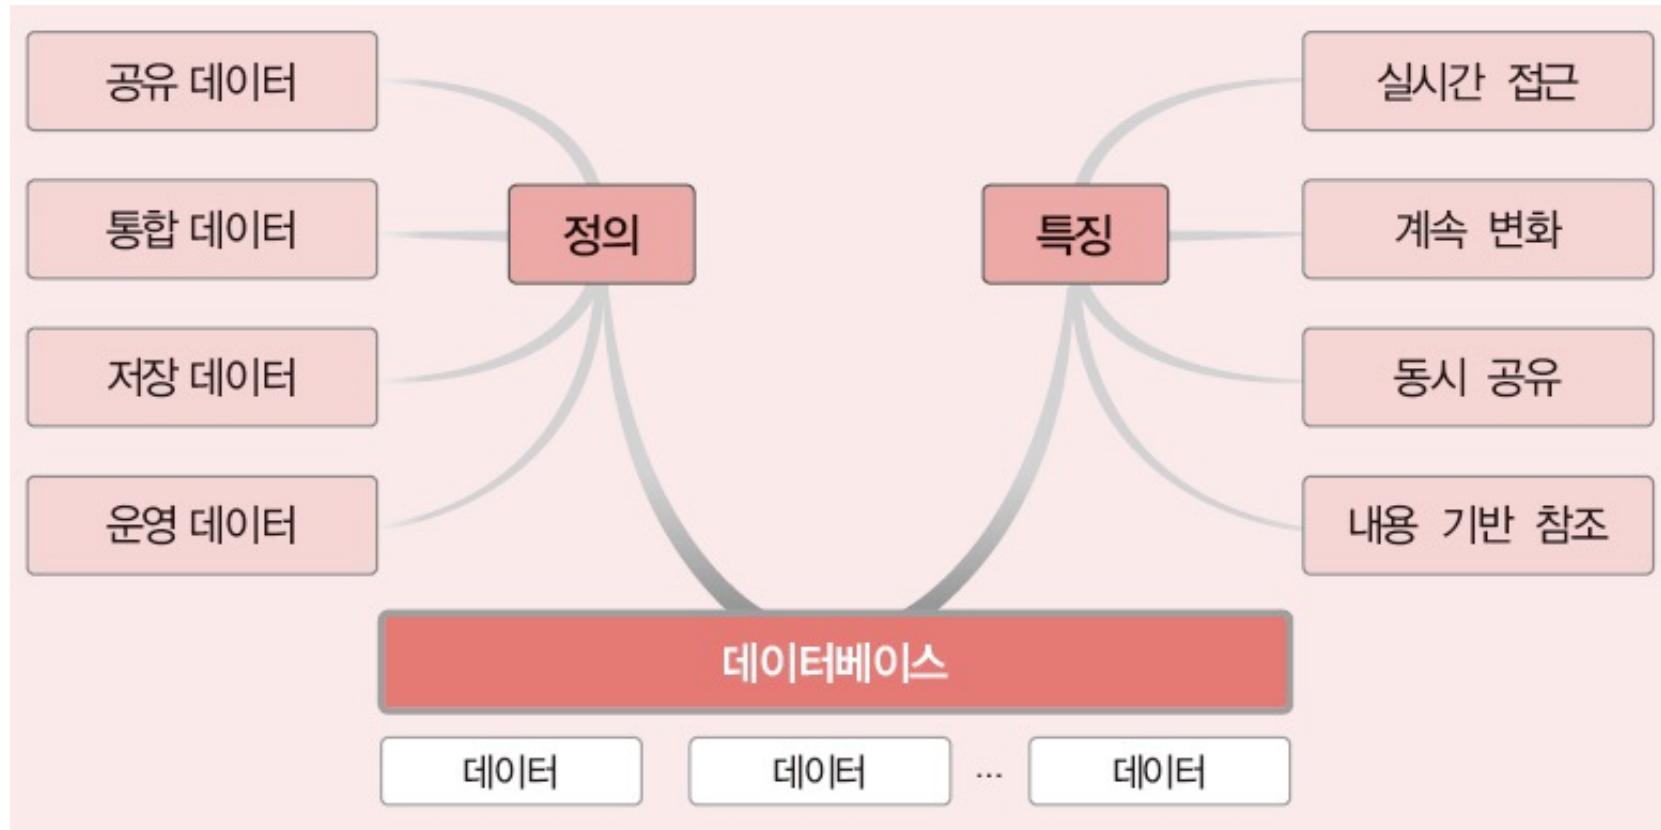 공유 데이터
통합 데이터
저장 데이터
운영 데이터
정의
특징
실시간 접근
계속 변화
동시 공유
내용 기반 참조
데이터베이스
데이터
데이터
...
데이터